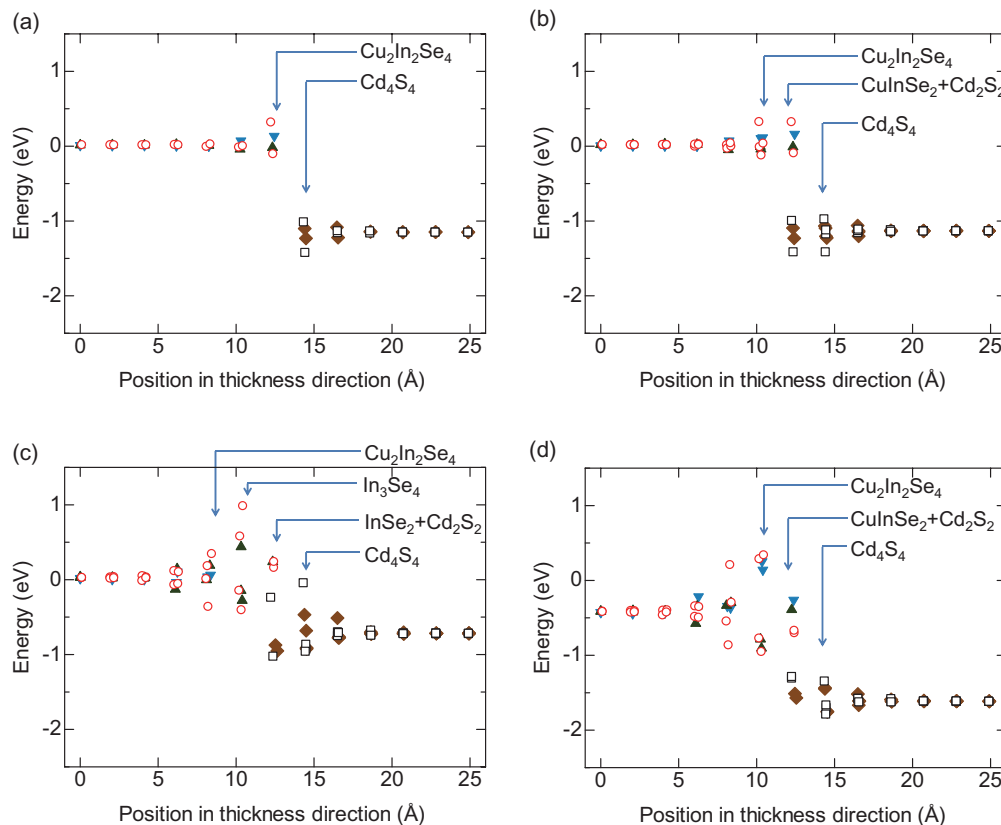 (a)
Cu2In2Se4
Cd4S4
1
0
-1
-2
Energy (eV)
0 5 10 15 20 25
Position in thickness direction (Å)
(b)
Cu2In2Se4
CuInSe2+Cd2S2
Cd4S4
1
0
-1
-2
Energy (eV)
0 5 10 15 20 25
Position in thickness direction (Å)
(c)
Cu2In2Se4
In3Se4
InSe2+Cd2S2
Cd4S4
1
0
-1
-2
Energy (eV)
0 5 10 15 20 25
Position in thickness direction (Å)
(d)
Cu2In2Se4
CuInSe2+Cd2S2
Cd4S4
1
0
-1
-2
Energy (eV)
0 5 10 15 20 25
Position in thickness direction (Å)